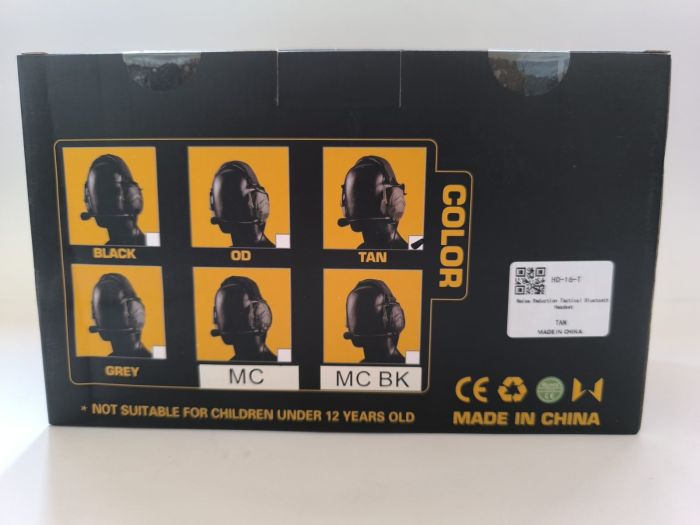 BLACK
OD
TAN
COLOR
GREY
MC
MC BK
* NOT SUITABLE FOR CHILDREN UNDER 12 YEARS OLD
HD-16-T
Noise Reduction Tactical Bluetooth
Headset
TAN
MADE IN CHINA
CE
MADE IN CHINA